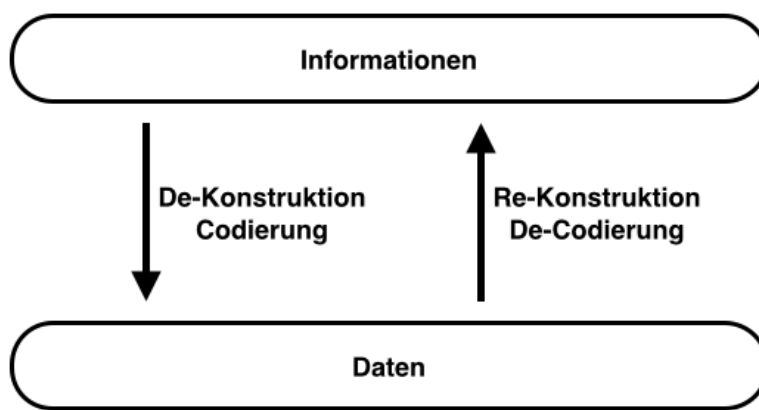 Informationen
De-Konstruktion
Codierung
Re-Konstruktion
De-Codierung
Daten